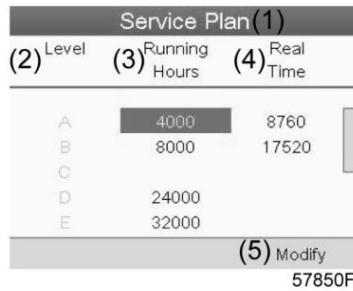 Service Plan (1)
(2) Level (3) Running Hours (4) Real Time
A 4000 8760
B 8000 17520
C
D 24000
E 32000
(5) Modify
57850F